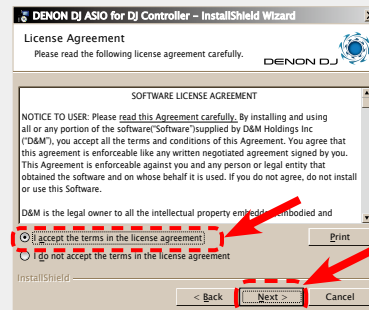 DENON DJ ASIO for DJ Controller - InstallShield Wizard
License Agreement
Please read the following license agreement carefully.
DENON DJ
SOFTWARE LICENSE AGREEMENT
NOTICE TO USER: Please read this Agreement carefully. By installing and using
all or any portion of the software("Software")supplied by D&M Holdings Inc
("D&M"), you accept all the terms and conditions of this Agreement. You agree that
this agreement is enforceable like any written negotiated agreement signed by you.
This Agreement is enforceable against you and any person or legal entity that
obtained the software and on whose behalf it is used. If you do not agree, do not install
or use this Software.
D&M is the legal owner to all the intellectual property embedded, embodied and
I accept the terms in the license agreement
Print
I do not accept the terms in the license agreement
InstallShield
< Back
Next >
Cancel